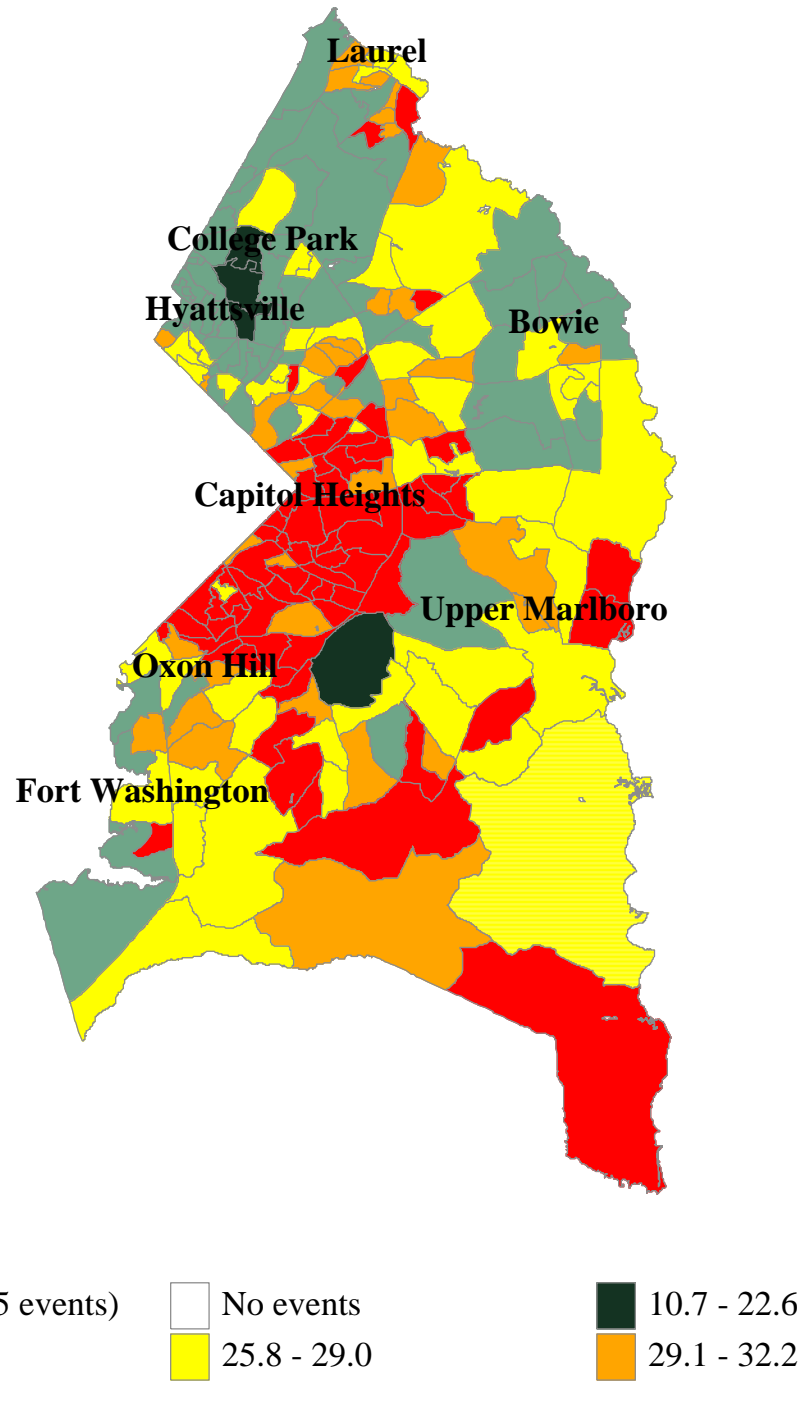 Laurel
College Park
Hyattsville
Bowie
Capitol Heights
Upper Marlboro
Oxon Hill
Fort Washington
5 events) No events 10.7 - 22.6
25.8 - 29.0 29.1 - 32.2